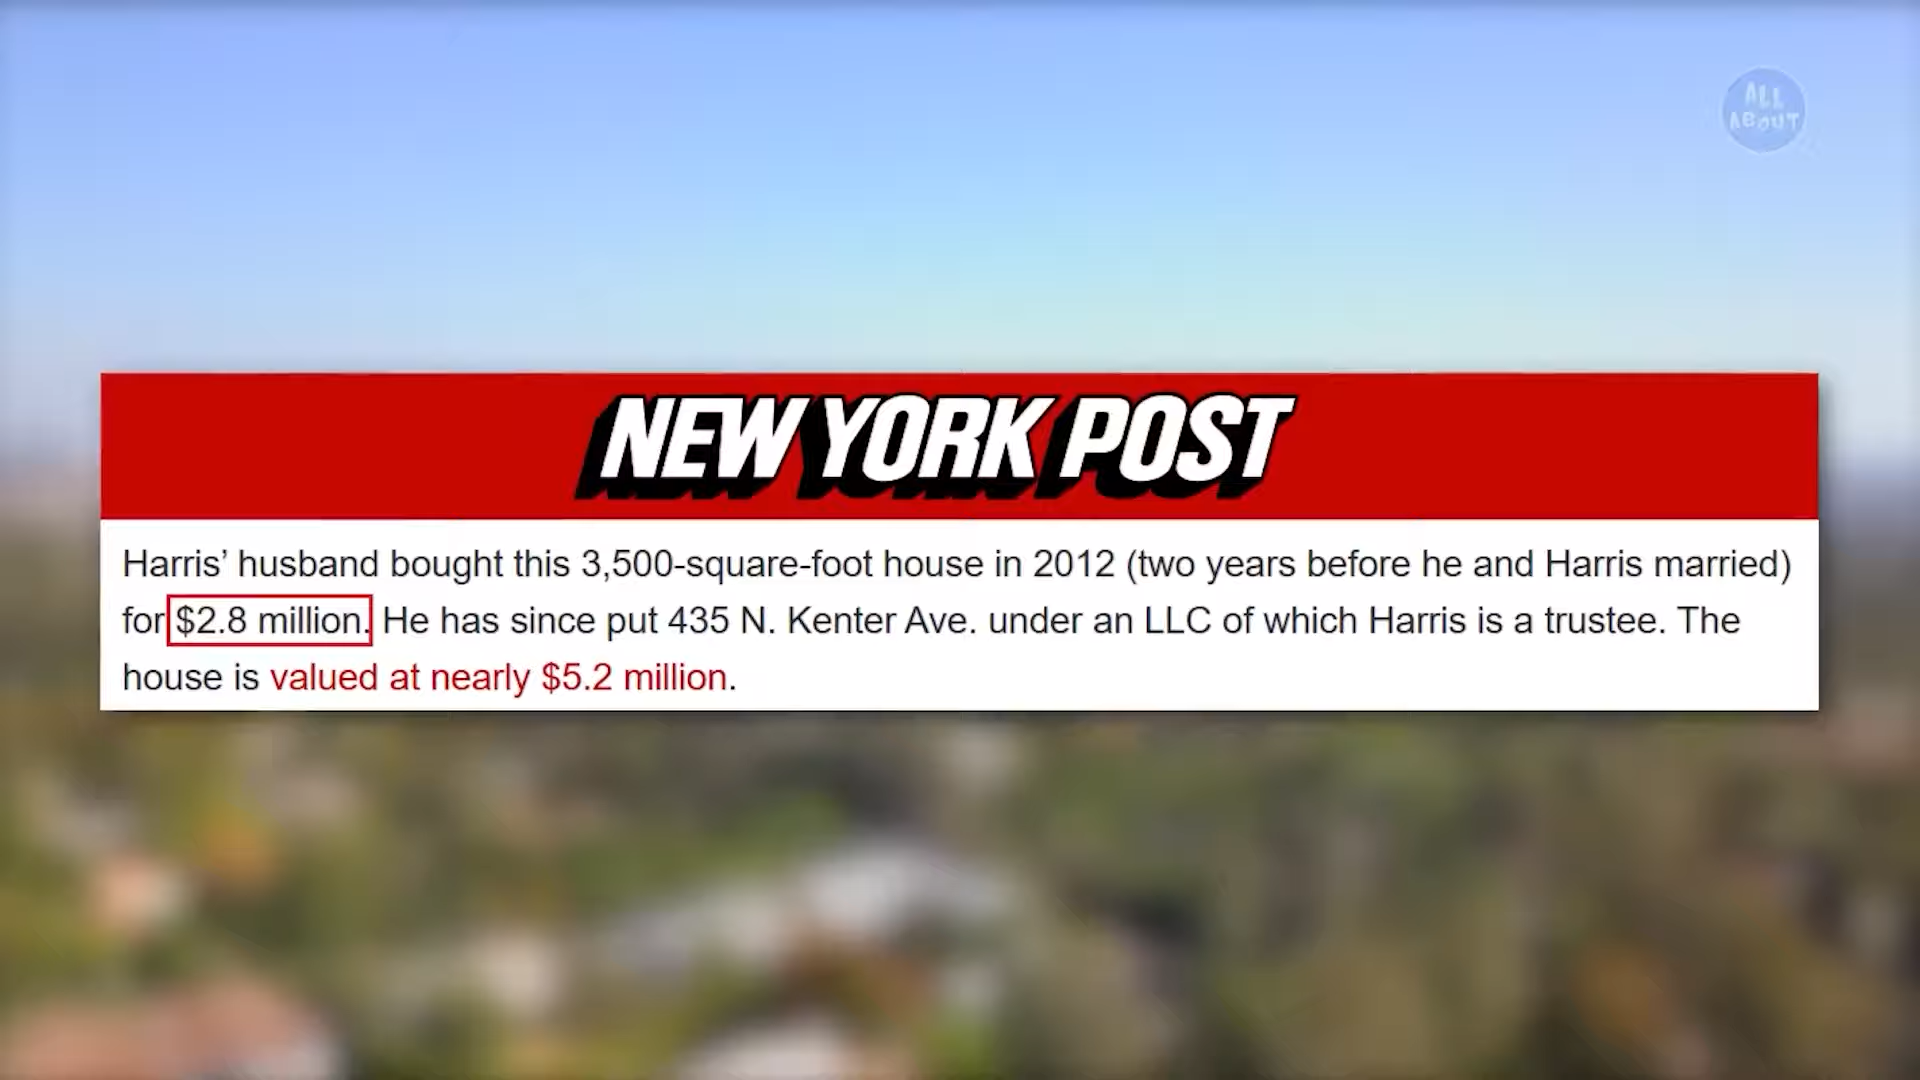 ALL
ABOUT
NEW YORK POST
Harris’ husband bought this 3,500-square-foot house in 2012 (two years before he and Harris married)
for $2.8 million. He has since put 435 N. Kenter Ave. under an LLC of which Harris is a trustee. The
house is valued at nearly $5.2 million.